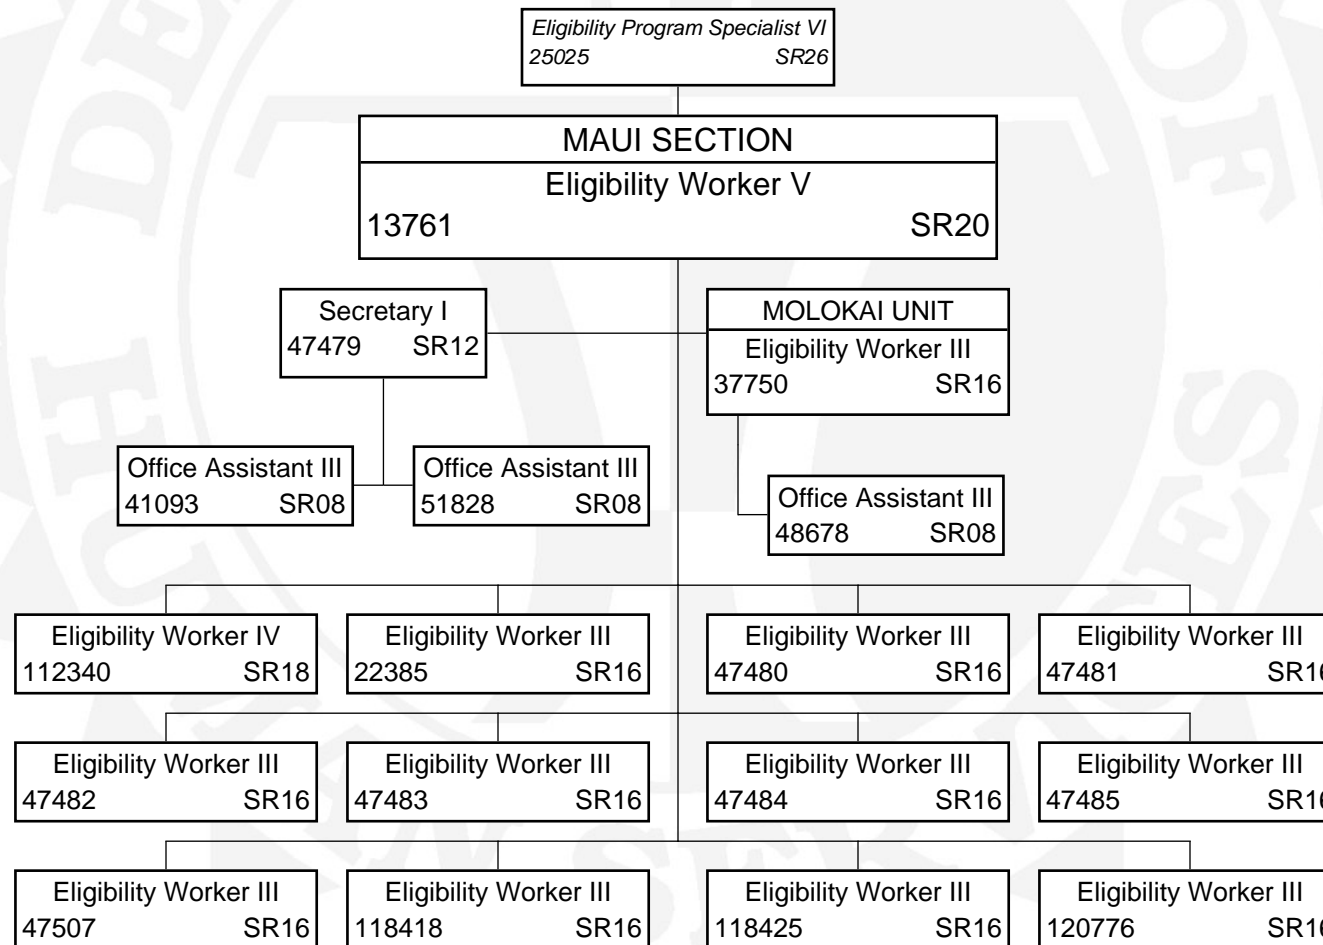 Eligibility Program Specialist VI
25025 SR26
MAUI SECTION
Eligibility Worker V
13761 SR20
Secretary I
47479 SR12
MOLOKAI UNIT
Eligibility Worker III
37750 SR16
Office Assistant III
41093 SR08
Office Assistant III
51828 SR08
Office Assistant III
48678 SR08
Eligibility Worker IV
112340 SR18
Eligibility Worker III
22385 SR16
Eligibility Worker III
47480 SR16
Eligibility Worker III
47481 SR16
Eligibility Worker III
47482 SR16
Eligibility Worker III
47483 SR16
Eligibility Worker III
47484 SR16
Eligibility Worker III
47485 SR16
Eligibility Worker III
47507 SR16
Eligibility Worker III
118418 SR16
Eligibility Worker III
118425 SR16
Eligibility Worker III
120776 SR16